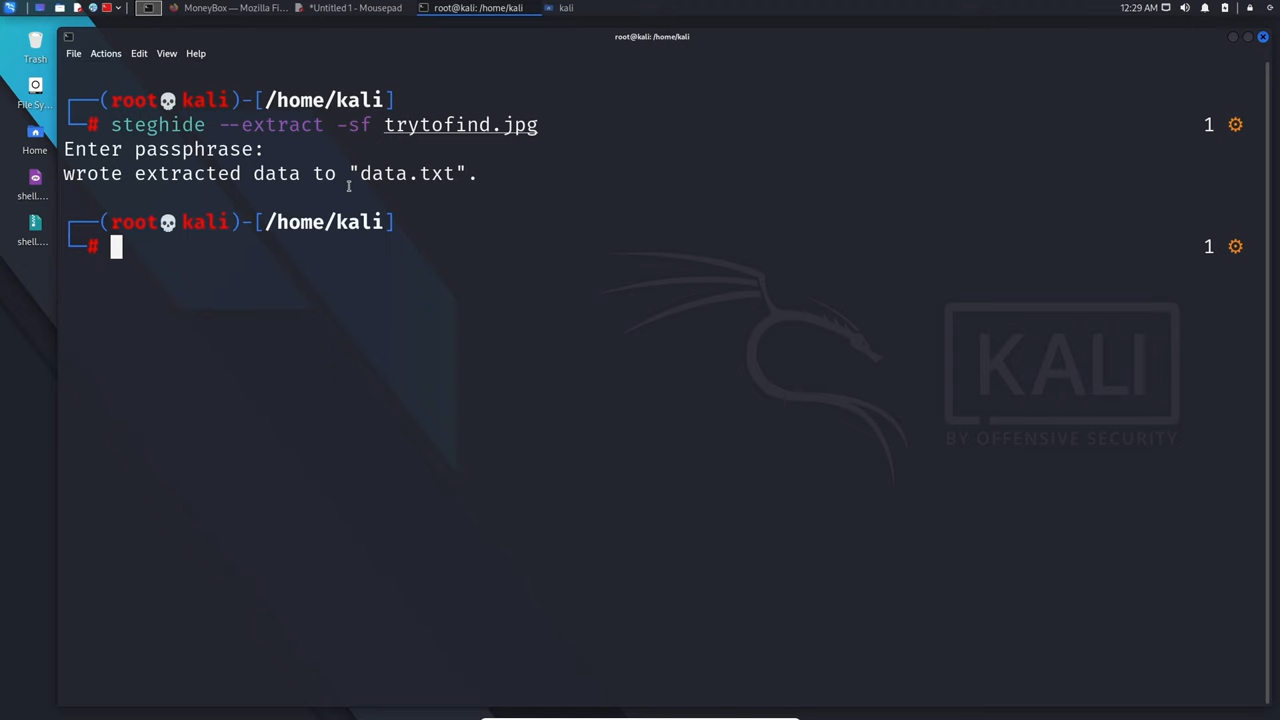 MoneyBox — Mozilla Fi...
*Untitled 1 - Mousepad
root@kali: /home/kali
kali
12:29 AM
root@kali: /home/kali
File Actions Edit View Help
Trash
File Sy...
Home
shell....
shell....
(root💀kali)-[/home/kali]
# steghide --extract -sf trytofind.jpg 1
Enter passphrase:
wrote extracted data to "data.txt".
(root💀kali)-[/home/kali]
# 1
KALI
BY OFFENSIVE SECURITY